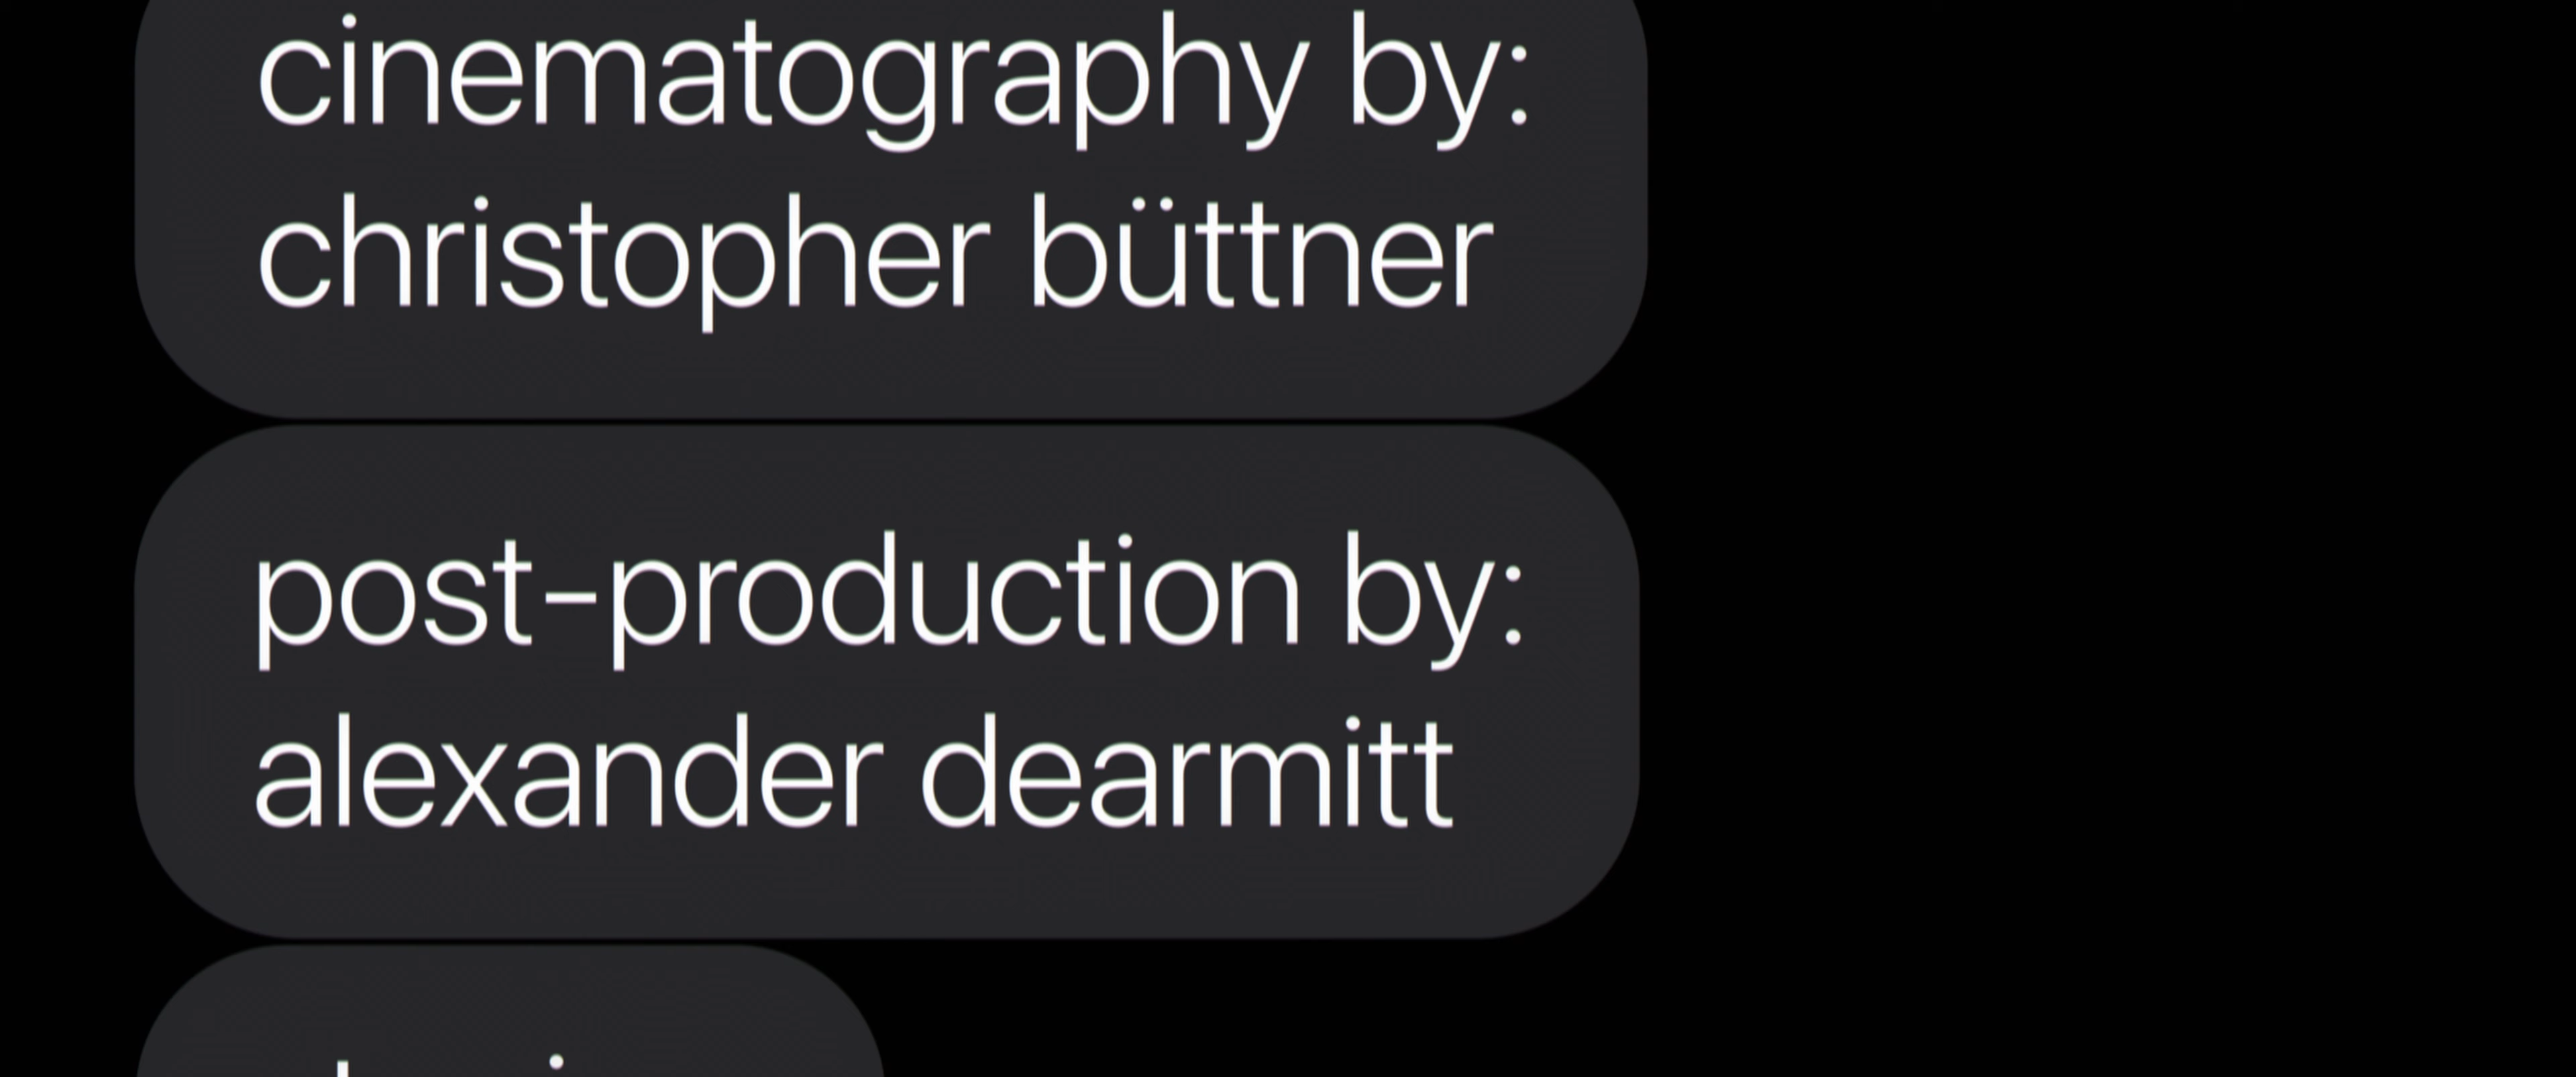 cinematography by:
christopher büttner
post-production by:
alexander dearmitt